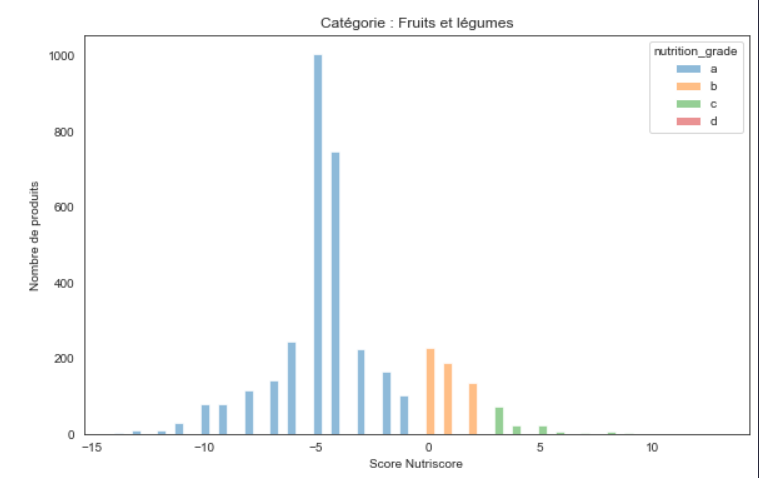 Catégorie : Fruits et légumes
nutrition_grade
a
b
c
d
1000
800
600
400
200
0
Nombre de produits
−15 −10 −5 0 5 10
Score Nutriscore